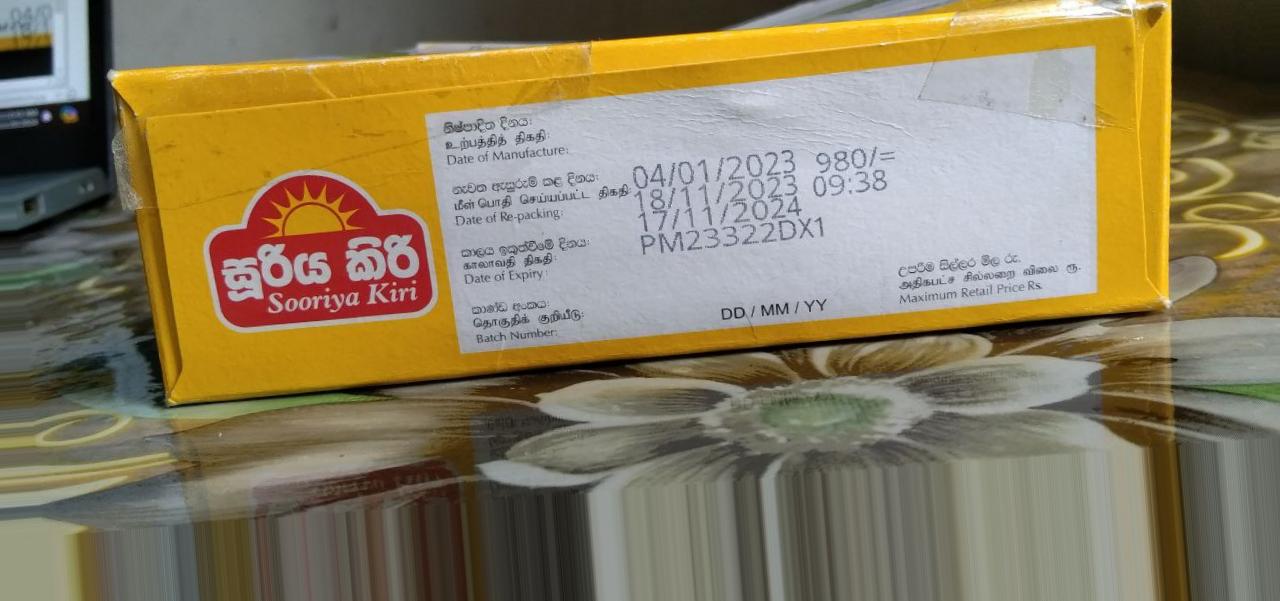 සූරිය කිරි
Sooriya Kiri
නිෂ්පාදිත දිනය:
உற்பத்தித் திகதி:
Date of Manufacture:
නැවත ඇසුරුම් කළ දිනය:
மீள் பொதி செய்யப்பட்ட திகதி:
Date of Re-packing:
කාලය ඉකුත්වීමේ දිනය:
காலாவதி திகதி:
Date of Expiry:
කාණ්ඩ අංකය:
தொகுதிக் குறியீடு:
Batch Number:
04/01/2023 980/=
18/11/2023 09:38
17/11/2024
PM23322DX1
DD / MM / YY
උපරිම සිල්ලර මිල රු.
அதிகபட்ச சில்லறை விலை ரூ.
Maximum Retail Price Rs.